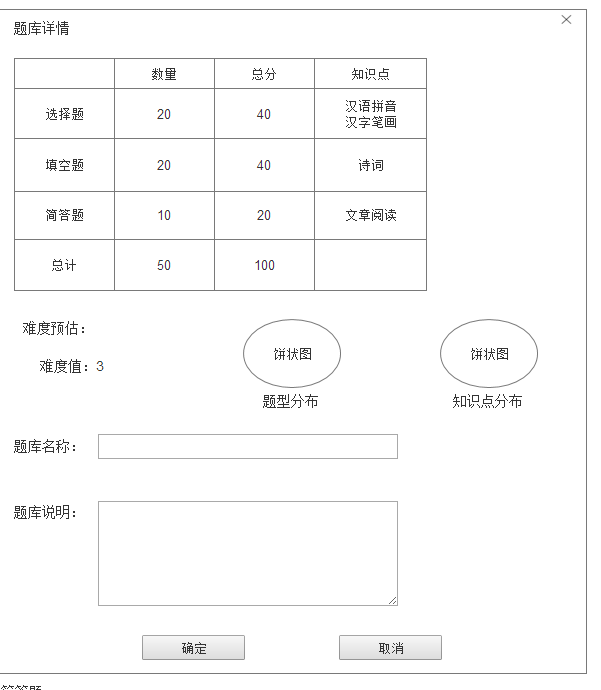 题库详情
数量 总分 知识点
选择题 20 40 汉语拼音
汉字笔画
填空题 20 40 诗词
简答题 10 20 文章阅读
总计 50 100
难度预估：
难度值：3
饼状图 饼状图
题型分布 知识点分布
题库名称：
题库说明：
确定 取消